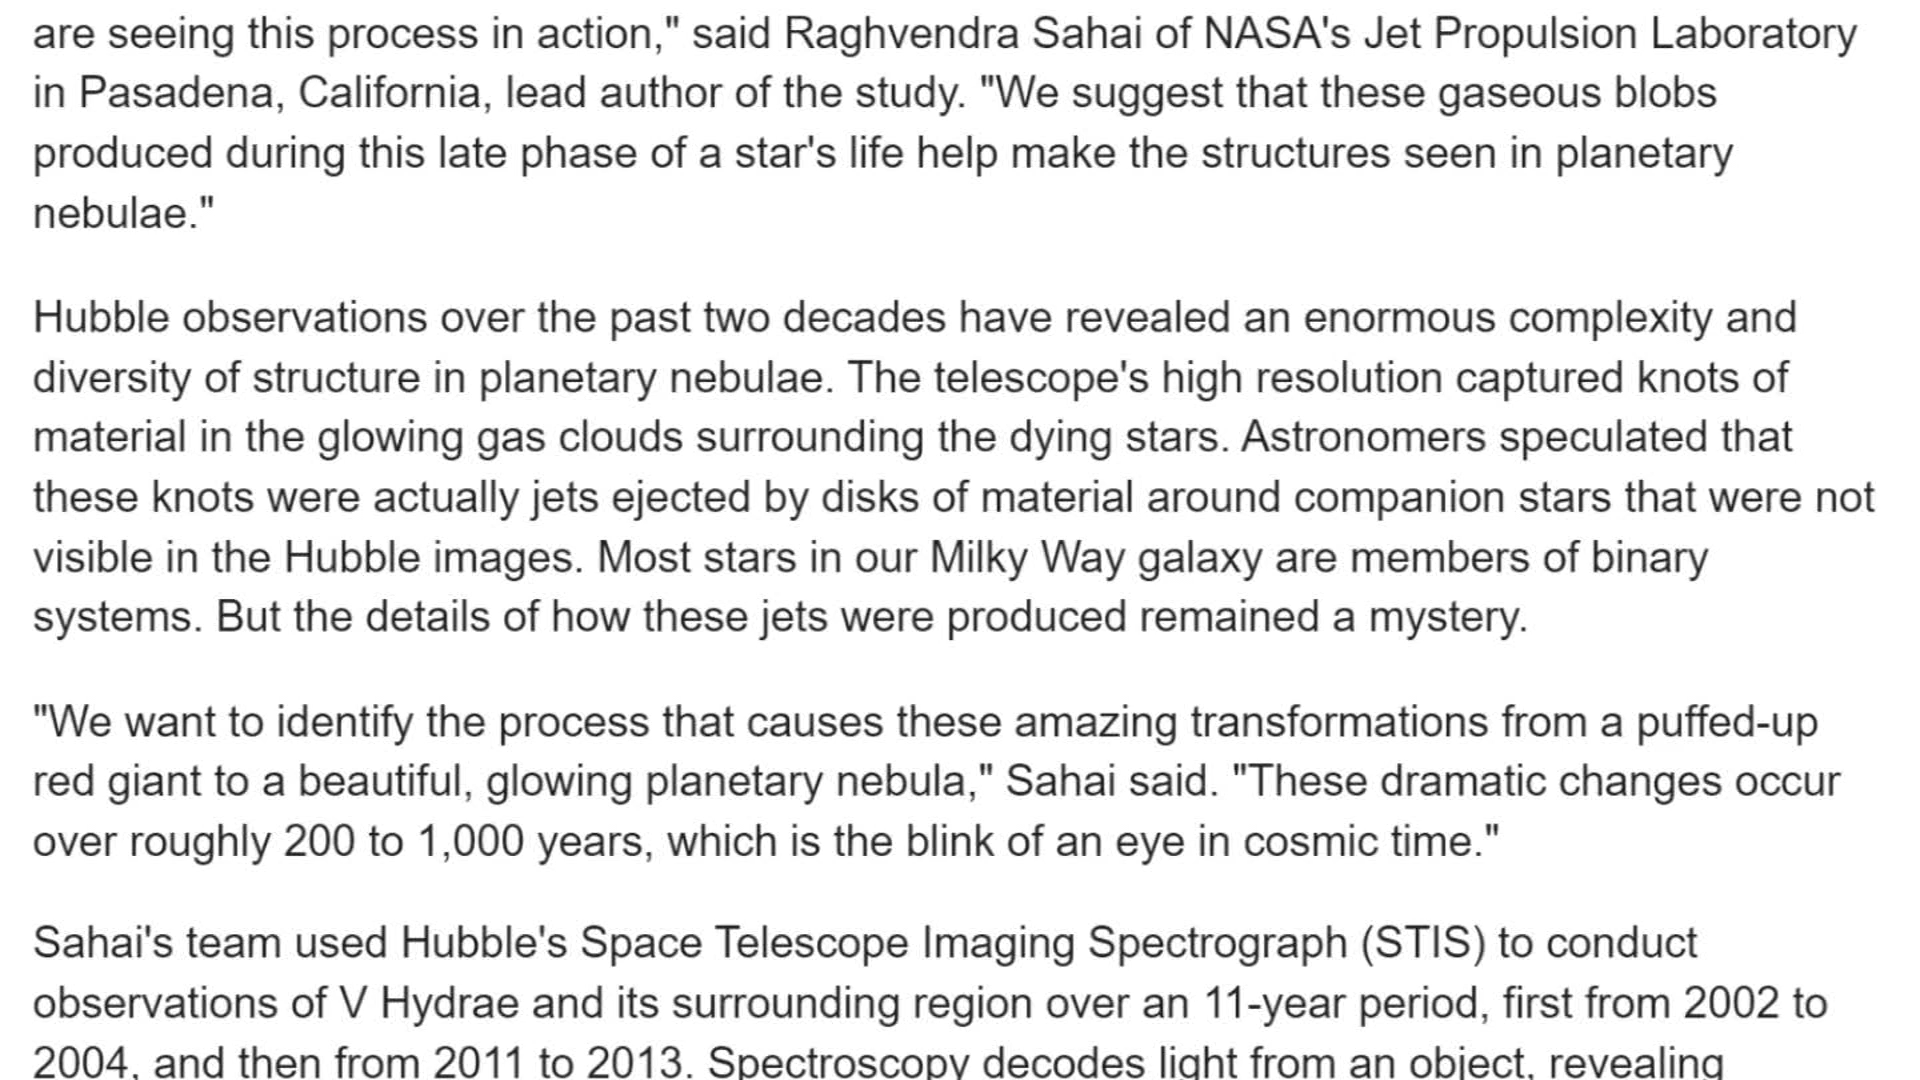 are seeing this process in action," said Raghvendra Sahai of NASA's Jet Propulsion Laboratory
in Pasadena, California, lead author of the study. "We suggest that these gaseous blobs
produced during this late phase of a star's life help make the structures seen in planetary
nebulae."
Hubble observations over the past two decades have revealed an enormous complexity and
diversity of structure in planetary nebulae. The telescope's high resolution captured knots of
material in the glowing gas clouds surrounding the dying stars. Astronomers speculated that
these knots were actually jets ejected by disks of material around companion stars that were not
visible in the Hubble images. Most stars in our Milky Way galaxy are members of binary
systems. But the details of how these jets were produced remained a mystery.
"We want to identify the process that causes these amazing transformations from a puffed-up
red giant to a beautiful, glowing planetary nebula," Sahai said. "These dramatic changes occur
over roughly 200 to 1,000 years, which is the blink of an eye in cosmic time."
Sahai's team used Hubble's Space Telescope Imaging Spectrograph (STIS) to conduct
observations of V Hydrae and its surrounding region over an 11-year period, first from 2002 to
2004, and then from 2011 to 2013. Spectroscopy decodes light from an object, revealing